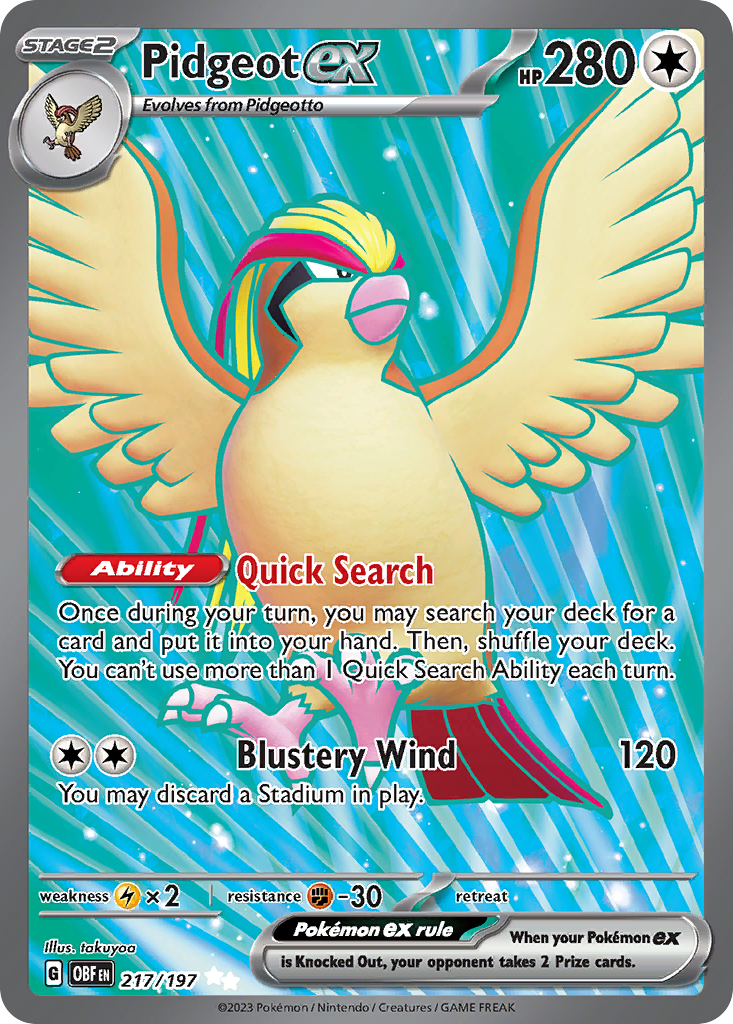 STAGE2
Pidgeot ex
HP 280
Evolves from Pidgeotto
Ability Quick Search
Once during your turn, you may search your deck for a
card and put it into your hand. Then, shuffle your deck.
You can't use more than 1 Quick Search Ability each turn.
Blustery Wind 120
You may discard a Stadium in play.
weakness ×2 resistance -30 retreat
Pokémon ex rule
When your Pokémon ex
is Knocked Out, your opponent takes 2 Prize cards.
Illus. takuyoa
G OBF EN 217/197
©2023 Pokémon / Nintendo / Creatures / GAME FREAK